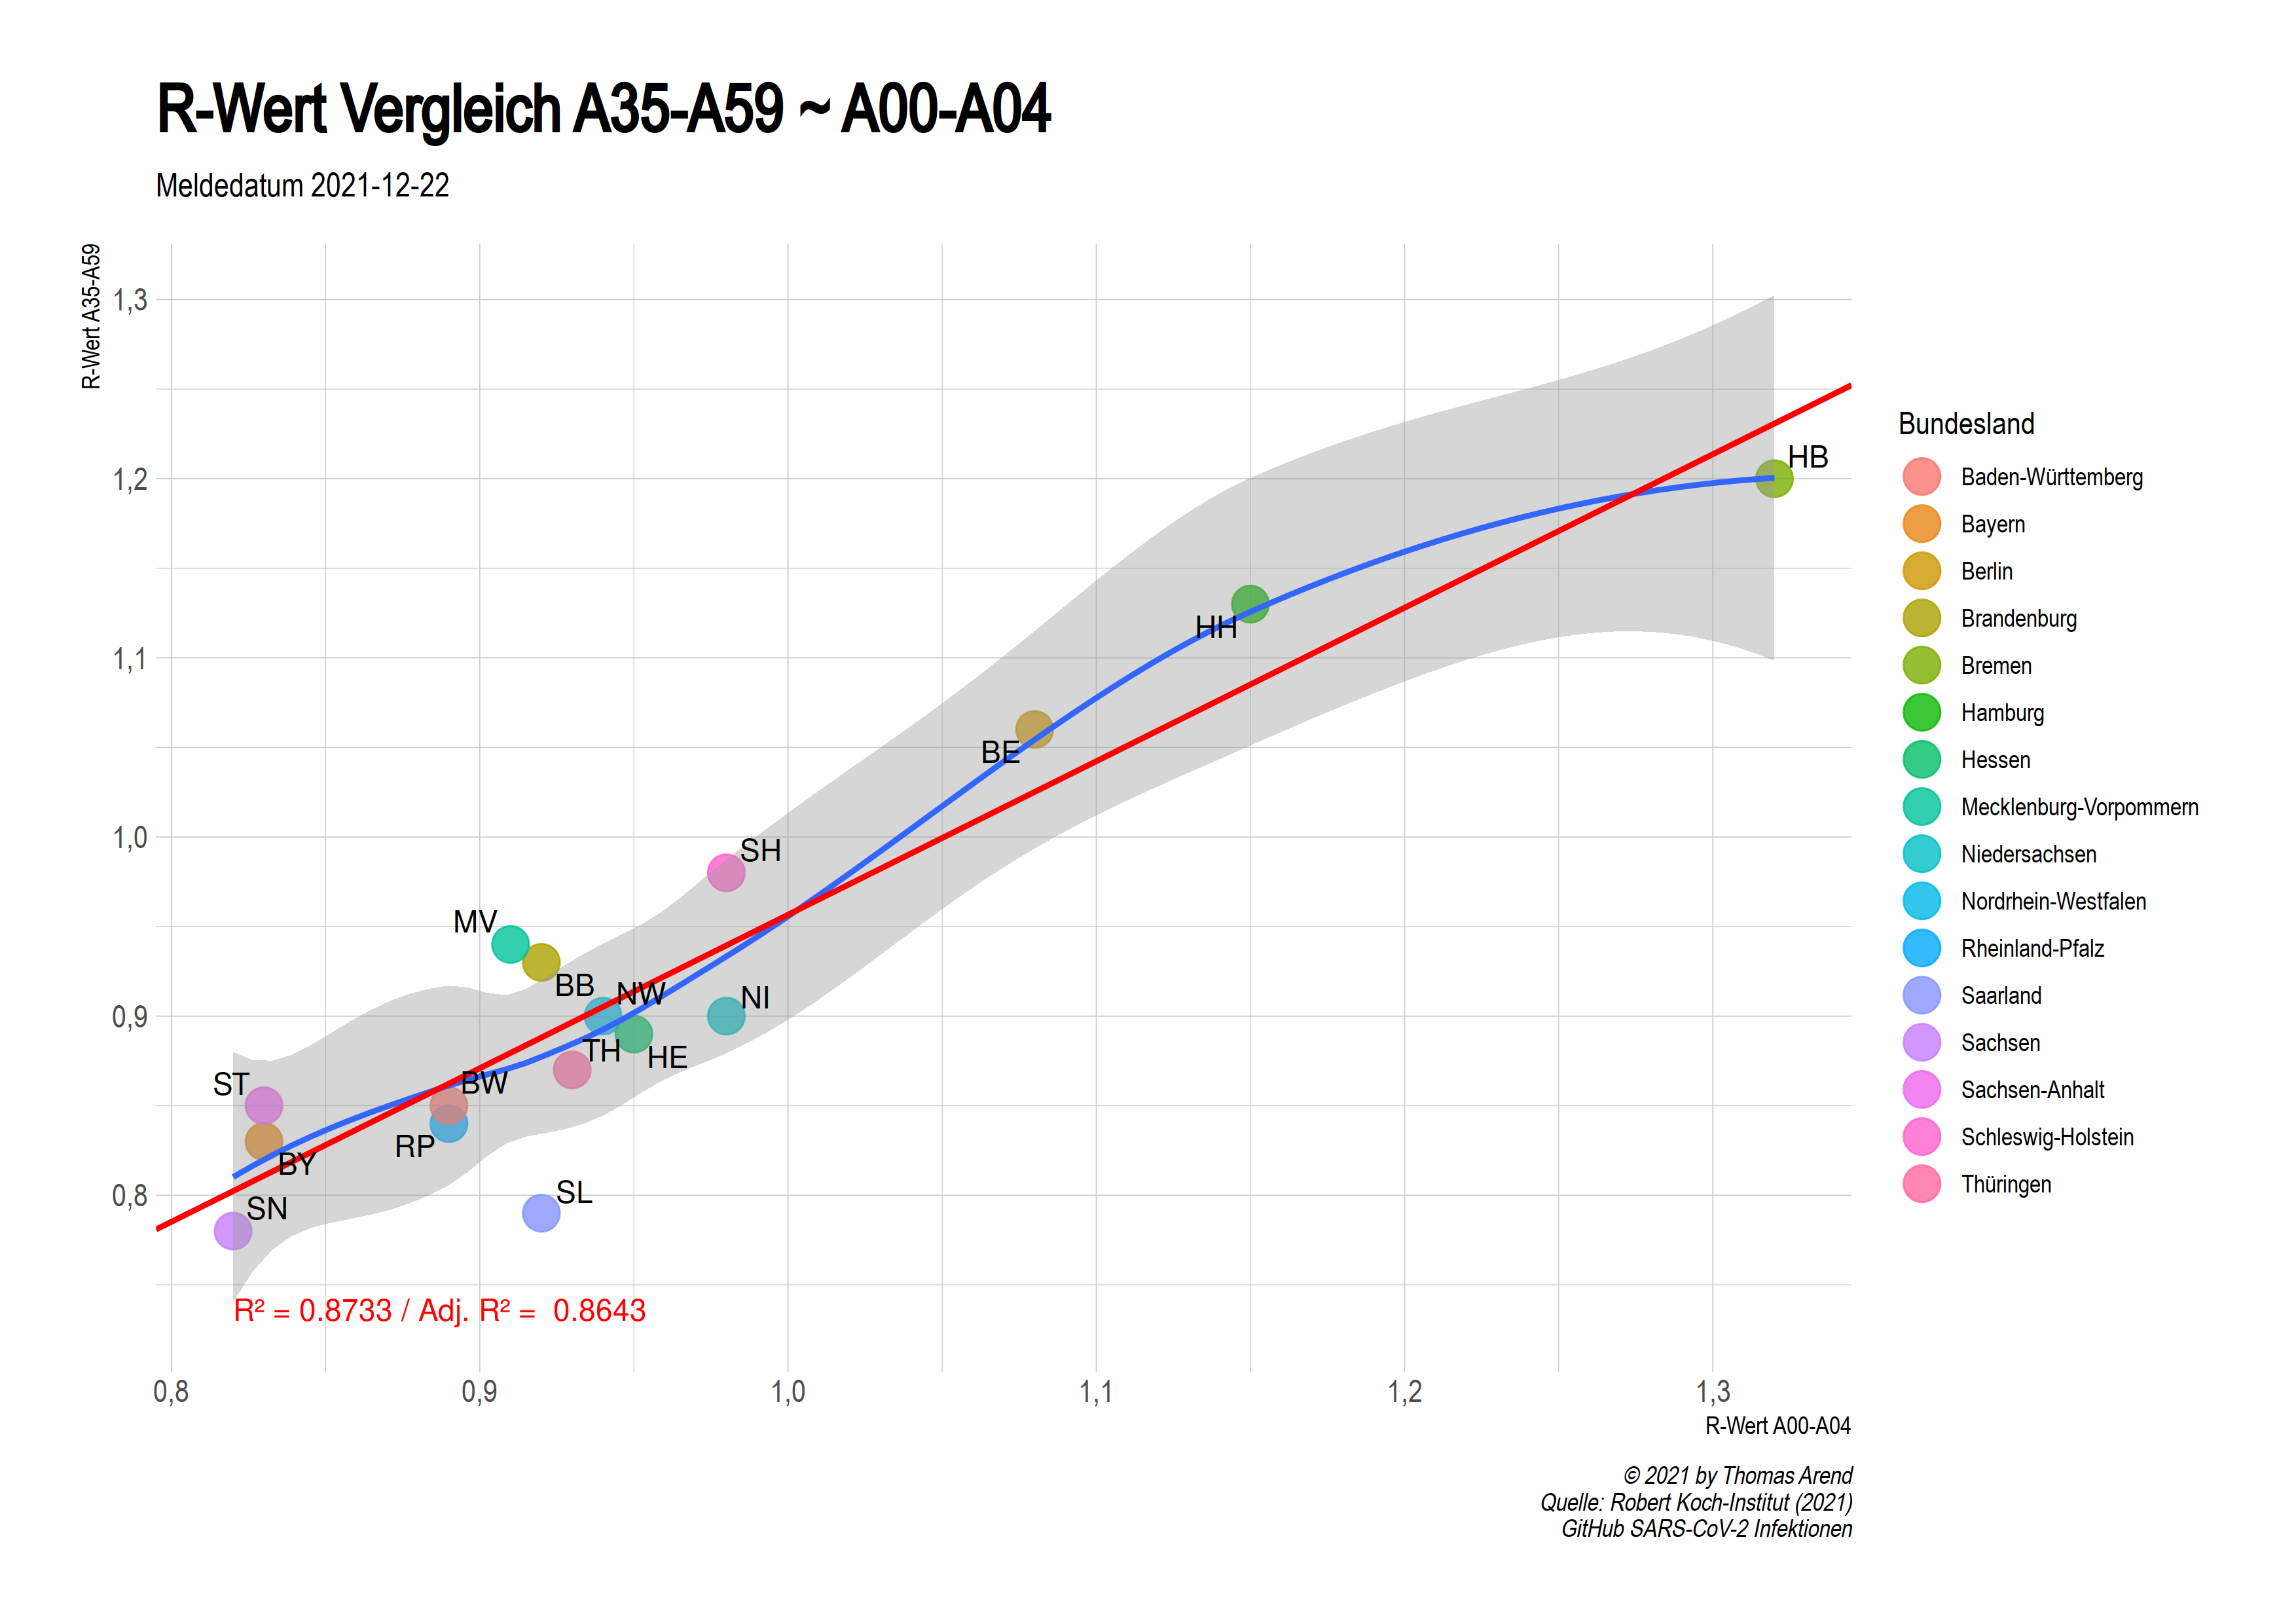 R-Wert Vergleich A35-A59 ~ A00-A04
Meldedatum 2021-12-22
R-Wert A35-A59
1,3
1,2
1,1
1,0
0,9
0,8
HB
HH
BE
SH
MV
BB
NW
NI
TH
HE
ST
BW
RP
BY
SN
SL
R² = 0.8733 / Adj. R² =  0.8643
0,8
0,9
1,0
1,1
1,2
1,3
R-Wert A00-A04
Bundesland
Baden-Württemberg
Bayern
Berlin
Brandenburg
Bremen
Hamburg
Hessen
Mecklenburg-Vorpommern
Niedersachsen
Nordrhein-Westfalen
Rheinland-Pfalz
Saarland
Sachsen
Sachsen-Anhalt
Schleswig-Holstein
Thüringen
© 2021 by Thomas Arend
Quelle: Robert Koch-Institut (2021)
GitHub SARS-CoV-2 Infektionen